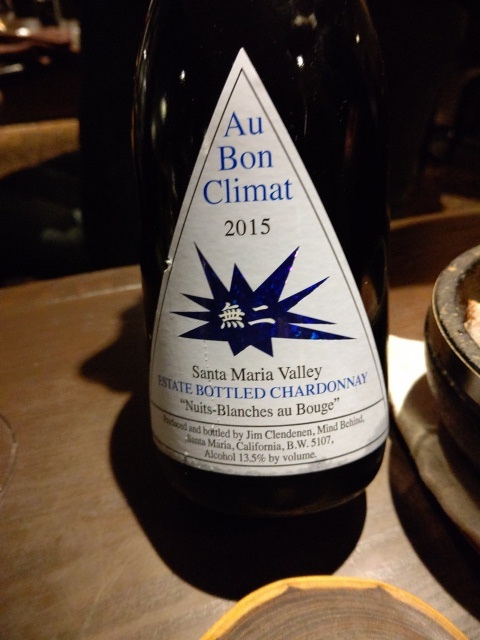 Au
Bon
Climat
2015
無二
Santa Maria Valley
ESTATE BOTTLED CHARDONNAY
"Nuits-Blanches au Bouge"
Produced and bottled by Jim Clendenen, Mind Behind,
Santa Maria, California, B.W. 5107,
Alcohol 13.5% by volume.